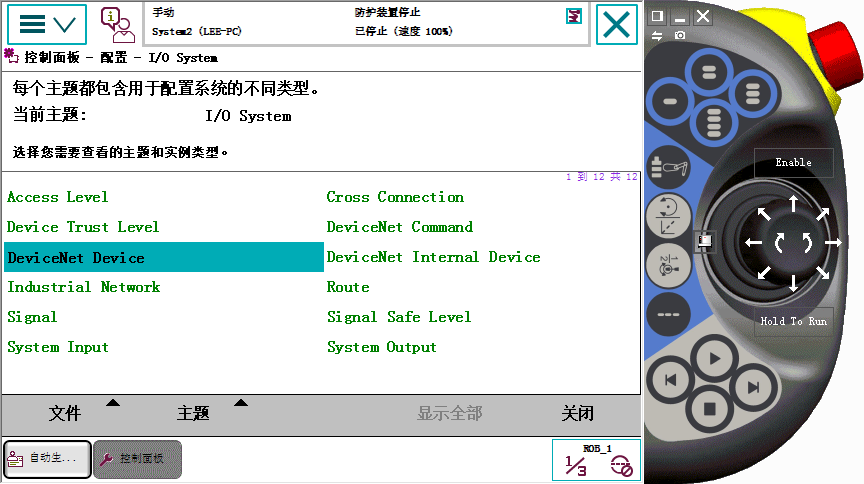 手动
System2 (LEE-PC)
防护装置停止
已停止 (速度 100%)
控制面板 - 配置 - I/O System
每个主题都包含用于配置系统的不同类型。
当前主题: I/O System
选择您需要查看的主题和实例类型。
1 到 12 共 12
Access Level Cross Connection
Device Trust Level DeviceNet Command
DeviceNet Device DeviceNet Internal Device
Industrial Network Route
Signal Signal Safe Level
System Input System Output
文件 主题 显示全部 关闭
自动生... 控制面板
ROB_1
1/3
Enable
Hold To Run